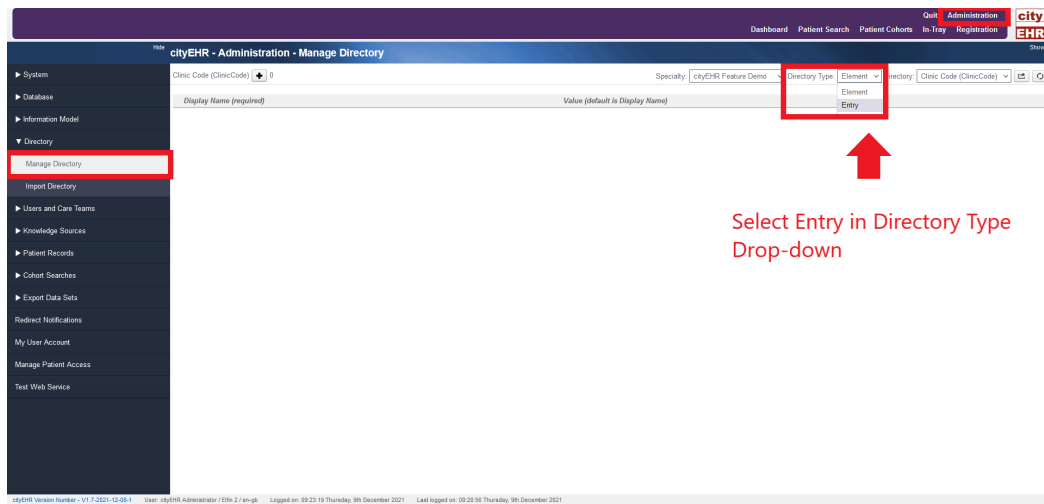 Quit Administration
city
EHR
Dashboard Patient Search Patient Cohorts In-Tray Registration
Hide
cityEHR - Administration - Manage Directory
Show
▶ System
Clinic Code (ClinicCode) + 0
Specialty: cityEHR Feature Demo Directory Type: Element Directory: Clinic Code (ClinicCode)
Element
Entry
▶ Database
Display Name (required) Value (default is Display Name)
▶ Information Model
▼ Directory
Manage Directory
Import Directory
▶ Users and Care Teams
▶ Knowledge Sources
▶ Patient Records
▶ Cohort Searches
▶ Export Data Sets
Redirect Notifications
My User Account
Manage Patient Access
Test Web Service
Select Entry in Directory Type
Drop-down
cityEHR Version Number - V1.7-2021-12-08-1 User: cityEHR Administrator / Elfin 2 / en-gb Logged on: 09:23:19 Thursday, 9th December 2021 Last logged on: 09:20:56 Thursday, 9th December 2021